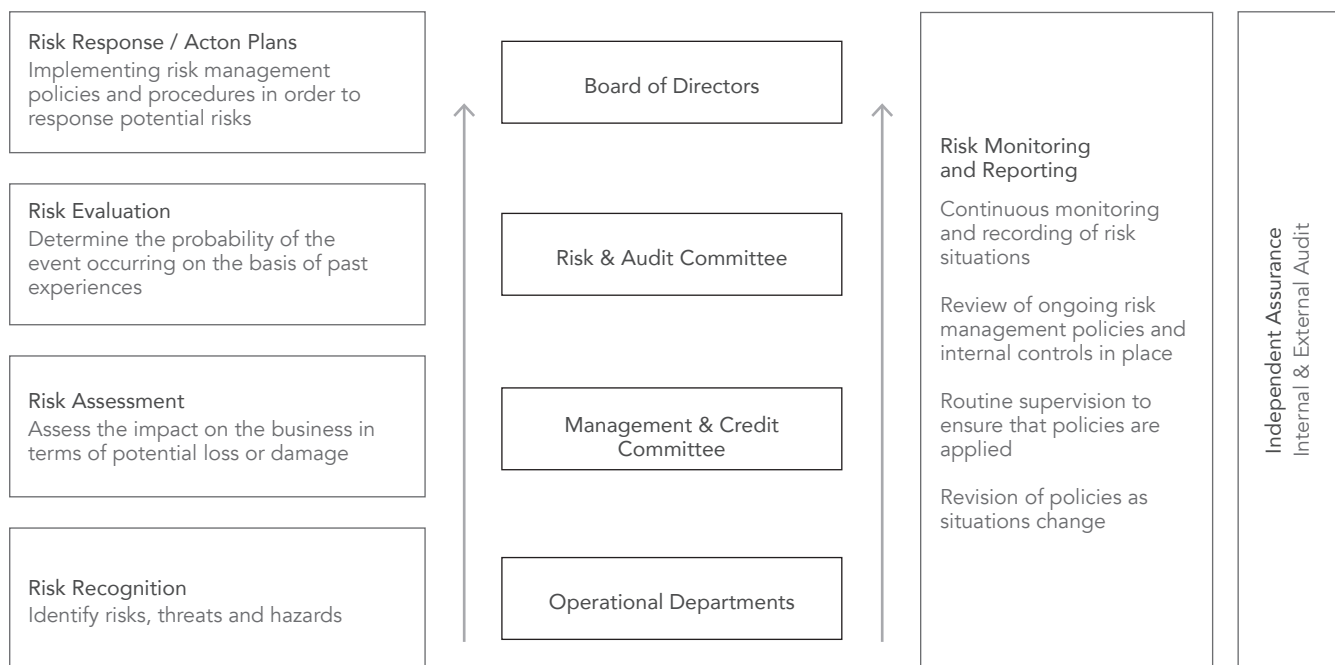 Risk Response / Acton Plans
Implementing risk management
policies and procedures in order to
response potential risks
Risk Evaluation
Determine the probability of the
event occurring on the basis of past
experiences
Risk Assessment
Assess the impact on the business in
terms of potential loss or damage
Risk Recognition
Identify risks, threats and hazards
Board of Directors
Risk & Audit Committee
Management & Credit
Committee
Operational Departments
Risk Monitoring
and Reporting
Continuous monitoring
and recording of risk
situations
Review of ongoing risk
management policies and
internal controls in place
Routine supervision to
ensure that policies are
applied
Revision of policies as
situations change
Independent Assurance
Internal & External Audit